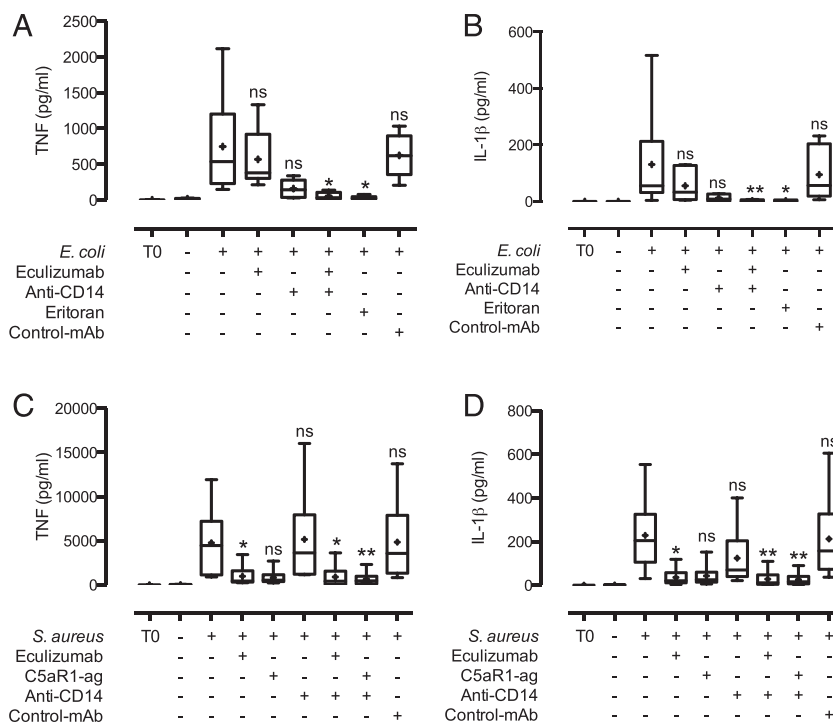 A
TNF (pg/ml)
2500
2000
1500
1000
500
0
ns
ns
*
*
ns
E. coli T0 - + + + + + +
Eculizumab - - - + - + - -
Anti-CD14 - - - - + + - -
Eritoran - - - - - - + -
Control-mAb - - - - - - - +
B
IL-1β (pg/ml)
600
400
200
0
ns
ns
**
*
ns
E. coli T0 - + + + + + +
Eculizumab - - - + - + - -
Anti-CD14 - - - - + + - -
Eritoran - - - - - - + -
Control-mAb - - - - - - - +
C
TNF (pg/ml)
20000
15000
10000
5000
0
*
ns
ns
*
**
ns
S. aureus T0 - + + + + + + +
Eculizumab - - - + - - + - -
C5aR1-ag - - - - + - - + -
Anti-CD14 - - - - - + + + -
Control-mAb - - - - - - - - +
D
IL-1β (pg/ml)
800
600
400
200
0
*
ns
ns
**
**
ns
S. aureus T0 - + + + + + + +
Eculizumab - - - + - - + - -
C5aR1-ag - - - - + - - + -
Anti-CD14 - - - - - + + + -
Control-mAb - - - - - - - - +